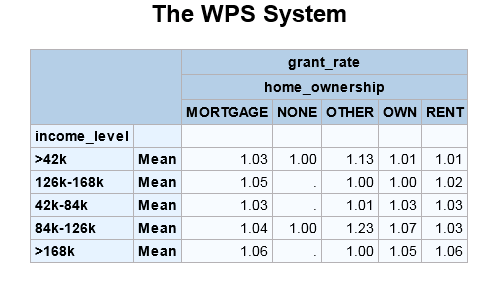 The WPS System
grant_rate
home_ownership
MORTGAGE NONE OTHER OWN RENT
income_level
>42k Mean 1.03 1.00 1.13 1.01 1.01
126k-168k Mean 1.05 . 1.00 1.00 1.02
42k-84k Mean 1.03 . 1.01 1.03 1.03
84k-126k Mean 1.04 1.00 1.23 1.07 1.03
>168k Mean 1.06 . 1.00 1.05 1.06